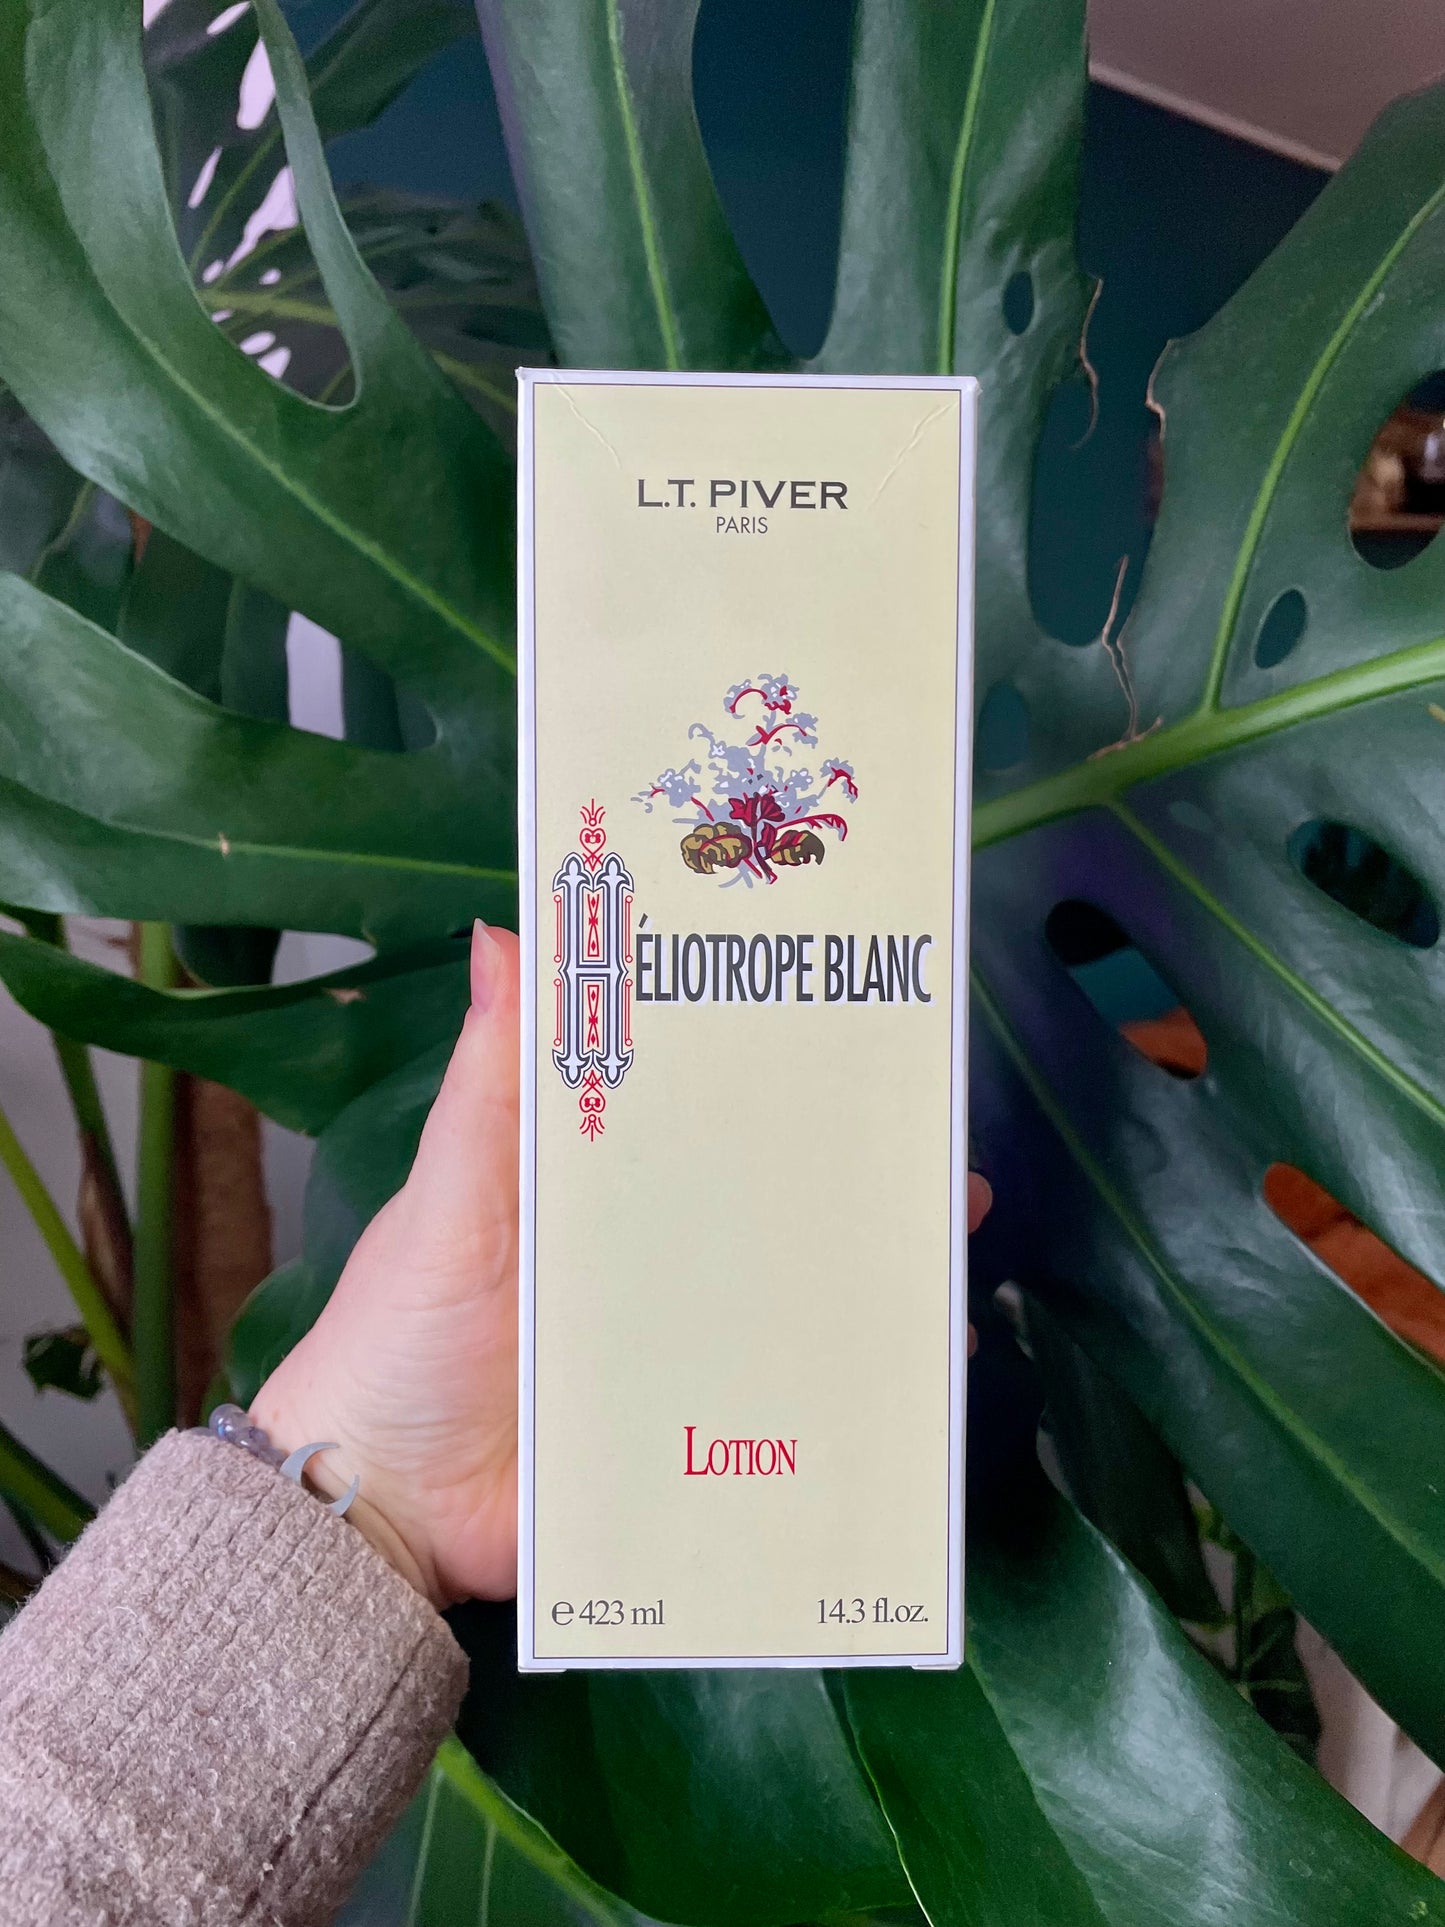 L.T. PIVER
PARIS
HÉLIOTROPE BLANC
LOTION
℮ 423 ml 14.3 fl.oz.